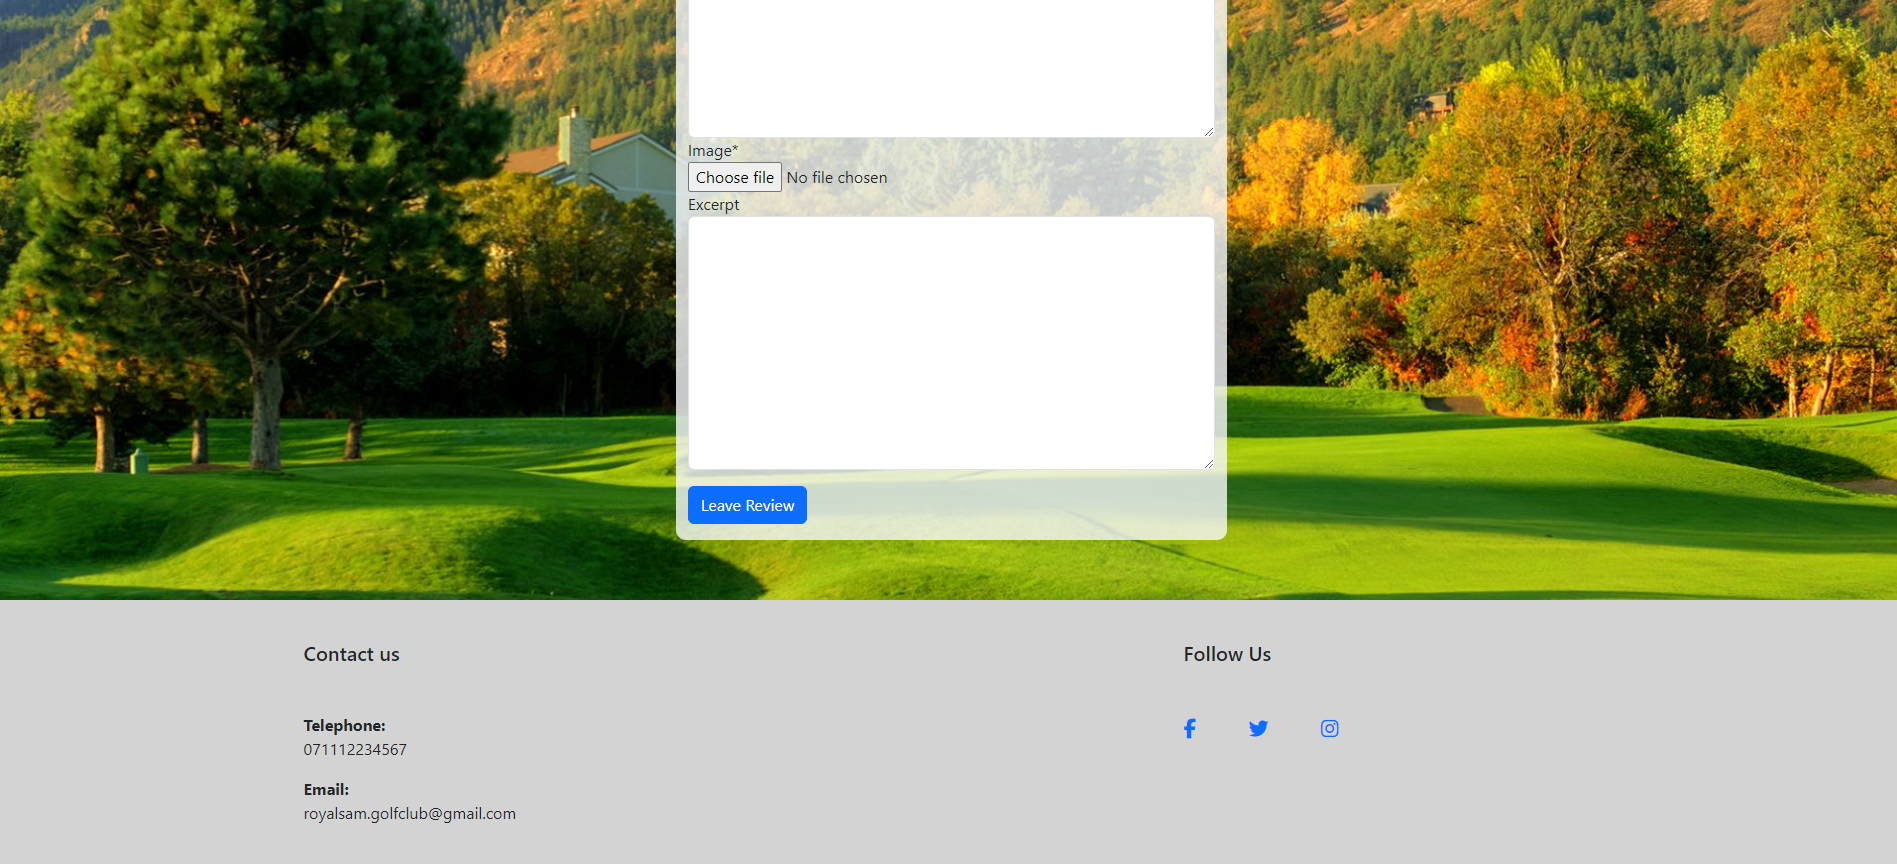 Image*
Choose file No file chosen
Excerpt
Leave Review
Contact us
Follow Us
Telephone:
071112234567
Email:
royalsam.golfclub@gmail.com